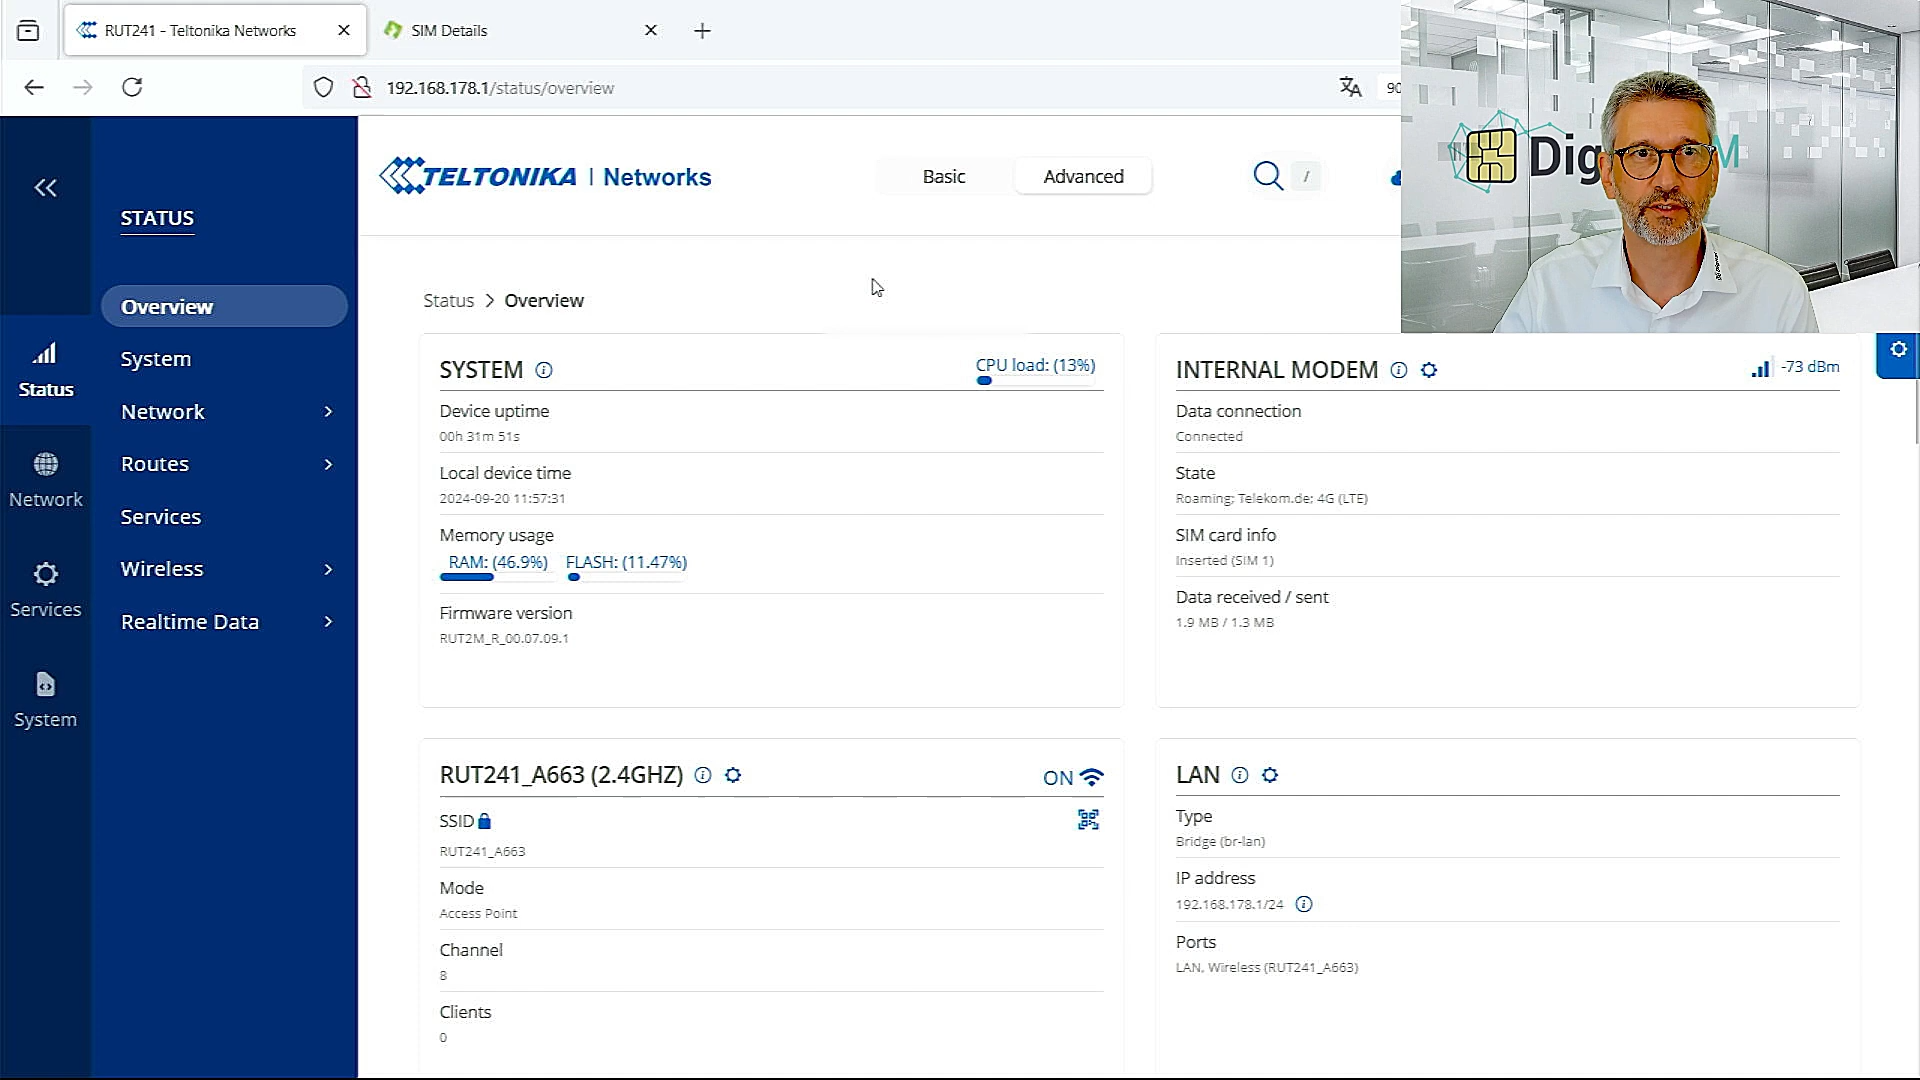 RUT241 - Teltonika Networks
SIM Details
192.168.178.1/status/overview
90
STATUS
Overview
System
Network
Routes
Services
Wireless
Realtime Data
Status
Network
Services
System
TELTONIKA | Networks
Basic
Advanced
/
Dig
M
Status > Overview
SYSTEM
CPU load: (13%)
Device uptime
00h 31m 51s
Local device time
2024-09-20 11:57:31
Memory usage
RAM: (46.9%) FLASH: (11.47%)
Firmware version
RUT2M_R_00.07.09.1
INTERNAL MODEM
-73 dBm
Data connection
Connected
State
Roaming; Telekom.de; 4G (LTE)
SIM card info
Inserted (SIM 1)
Data received / sent
1.9 MB / 1.3 MB
RUT241_A663 (2.4GHZ)
ON
SSID
RUT241_A663
Mode
Access Point
Channel
8
Clients
0
LAN
Type
Bridge (br-lan)
IP address
192.168.178.1/24
Ports
LAN, Wireless (RUT241_A663)